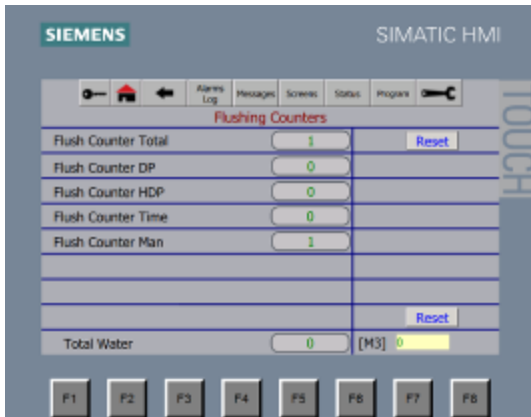 SIEMENS SIMATIC HMI
TOUCH
Alarms Log Messages Screens Status Program
Flushing Counters
Flush Counter Total 1 Reset
Flush Counter DP 0
Flush Counter HDP 0
Flush Counter Time 0
Flush Counter Man 1
Reset
Total Water 0 [M3] 0
F1 F2 F3 F4 F5 F6 F7 F8